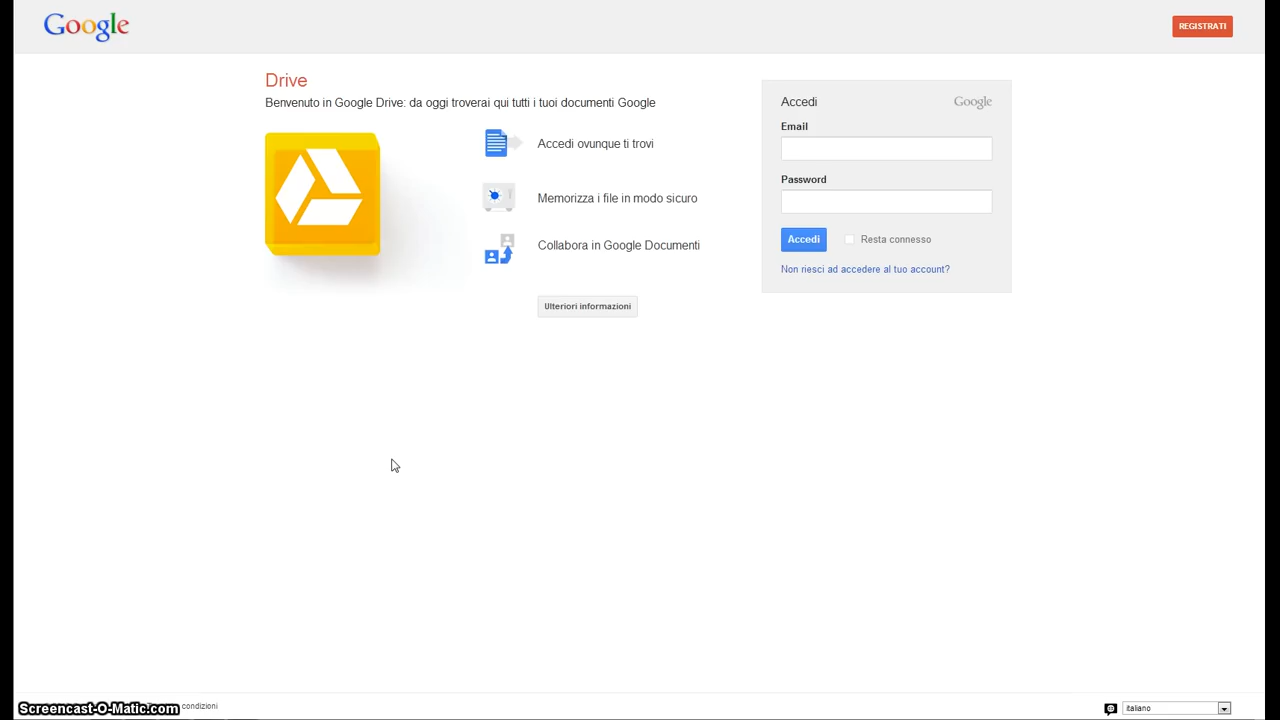 Google
REGISTRATI
Drive
Benvenuto in Google Drive: da oggi troverai qui tutti i tuoi documenti Google
Accedi ovunque ti trovi
Memorizza i file in modo sicuro
Collabora in Google Documenti
Ulteriori informazioni
Accedi Google
Email
Password
Accedi Resta connesso
Non riesci ad accedere al tuo account?
Screencast-O-Matic.com condizioni
italiano